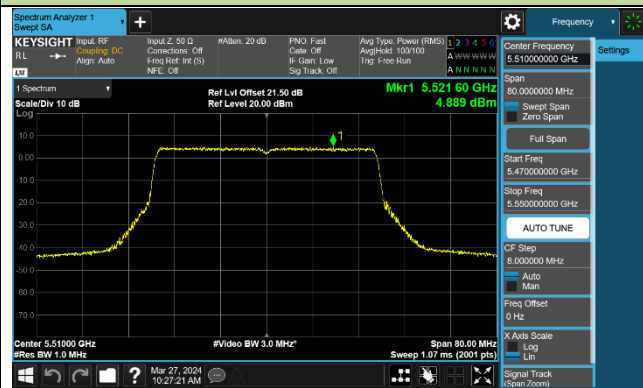 Spectrum Analyzer 1
Swept SA
Frequency
KEYSIGHT
RL
LXI
Input: RF
Coupling: DC
Align: Auto
Input Z: 50 Ω
Corrections: Off
Freq Ref: Int (S)
NFE: Off
#Atten: 20 dB
PNO: Fast
Gate: Off
IF Gain: Low
Sig Track: Off
Avg Type: Power (RMS)
Avg|Hold: 100/100
Trig: Free Run
1 2 3 4 5 6
A W W W W W
A N N N N N
1 Spectrum
Scale/Div 10 dB
Log
Ref Lvl Offset 21.50 dB
Ref Level 20.00 dBm
Mkr1 5.521 60 GHz
4.889 dBm
1
10.0
0.00
-10.0
-20.0
-30.0
-40.0
-50.0
-60.0
-70.0
Center 5.51000 GHz
#Res BW 1.0 MHz
#Video BW 3.0 MHz*
Span 80.00 MHz
Sweep 1.07 ms (2001 pts)
Mar 27, 2024
10:27:21 AM
Center Frequency
5.510000000 GHz
Settings
Span
80.0000000 MHz
Swept Span
Zero Span
Full Span
Start Freq
5.470000000 GHz
Stop Freq
5.550000000 GHz
AUTO TUNE
CF Step
8.000000 MHz
Auto
Man
Freq Offset
0 Hz
X Axis Scale
Log
Lin
Signal Track
(Span Zoom)